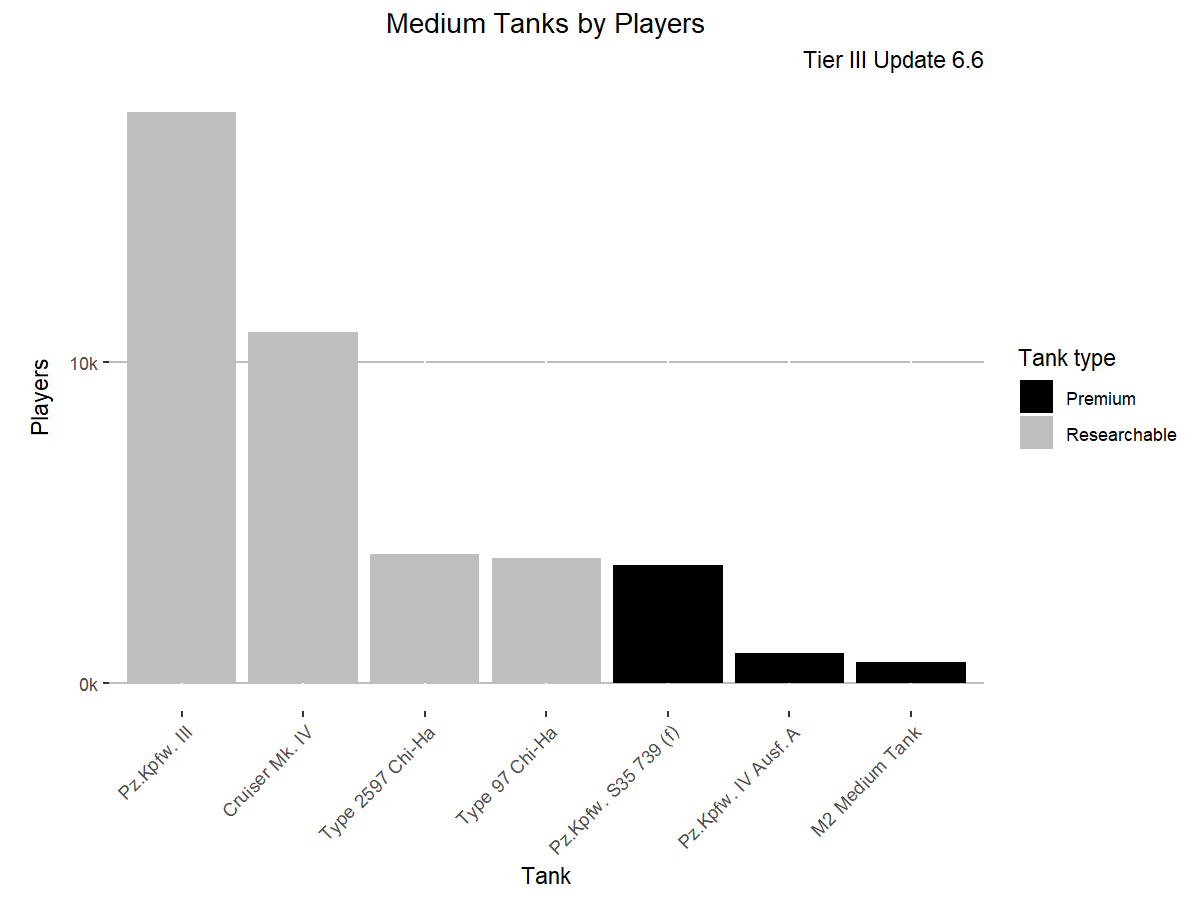 Medium Tanks by Players
Tier III Update 6.6
Players
10k
0k
Pz.Kpfw. III
Cruiser Mk. IV
Type 2597 Chi-Ha
Type 97 Chi-Ha
Pz.Kpfw. S35 739 (f)
Pz.Kpfw. IV Ausf. A
M2 Medium Tank
Tank
Tank type
Premium
Researchable